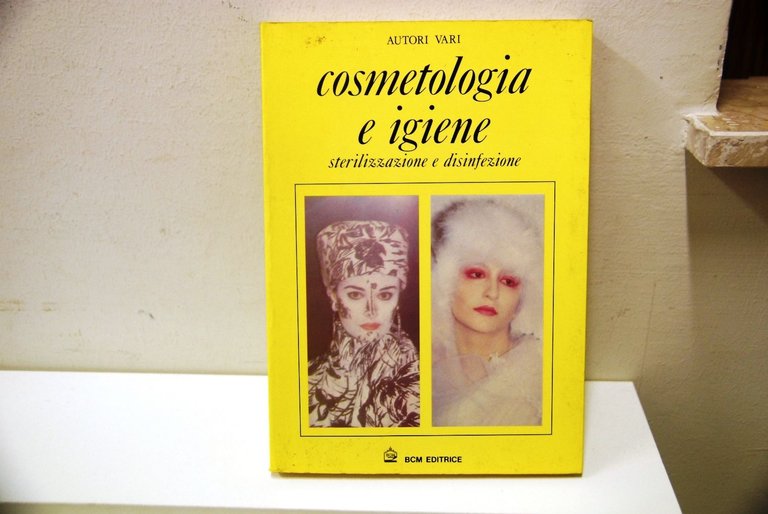 AUTORI VARI
cosmetologia
e igiene
sterilizzazione e disinfezione
BCM EDITRICE